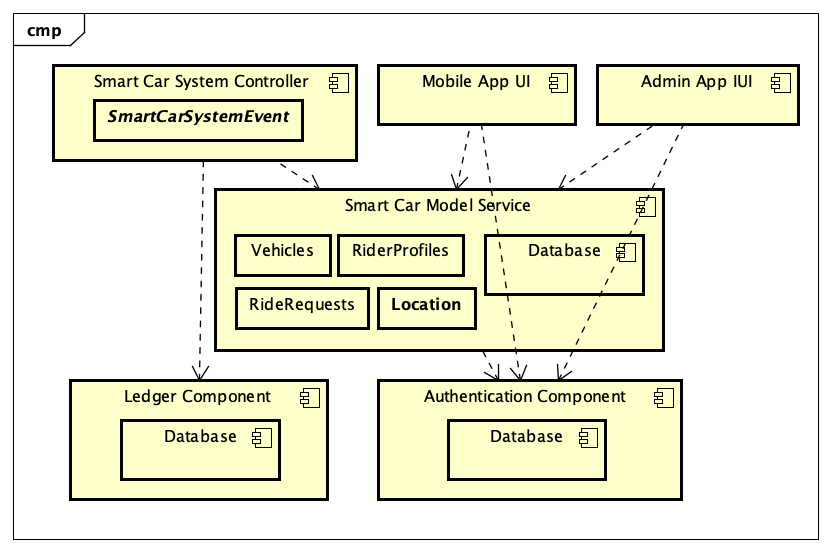 cmp
Smart Car System Controller
SmartCarSystemEvent
Mobile App UI
Admin App IUI
Smart Car Model Service
Vehicles
RiderProfiles
Database
RideRequests
Location
Ledger Component
Database
Authentication Component
Database